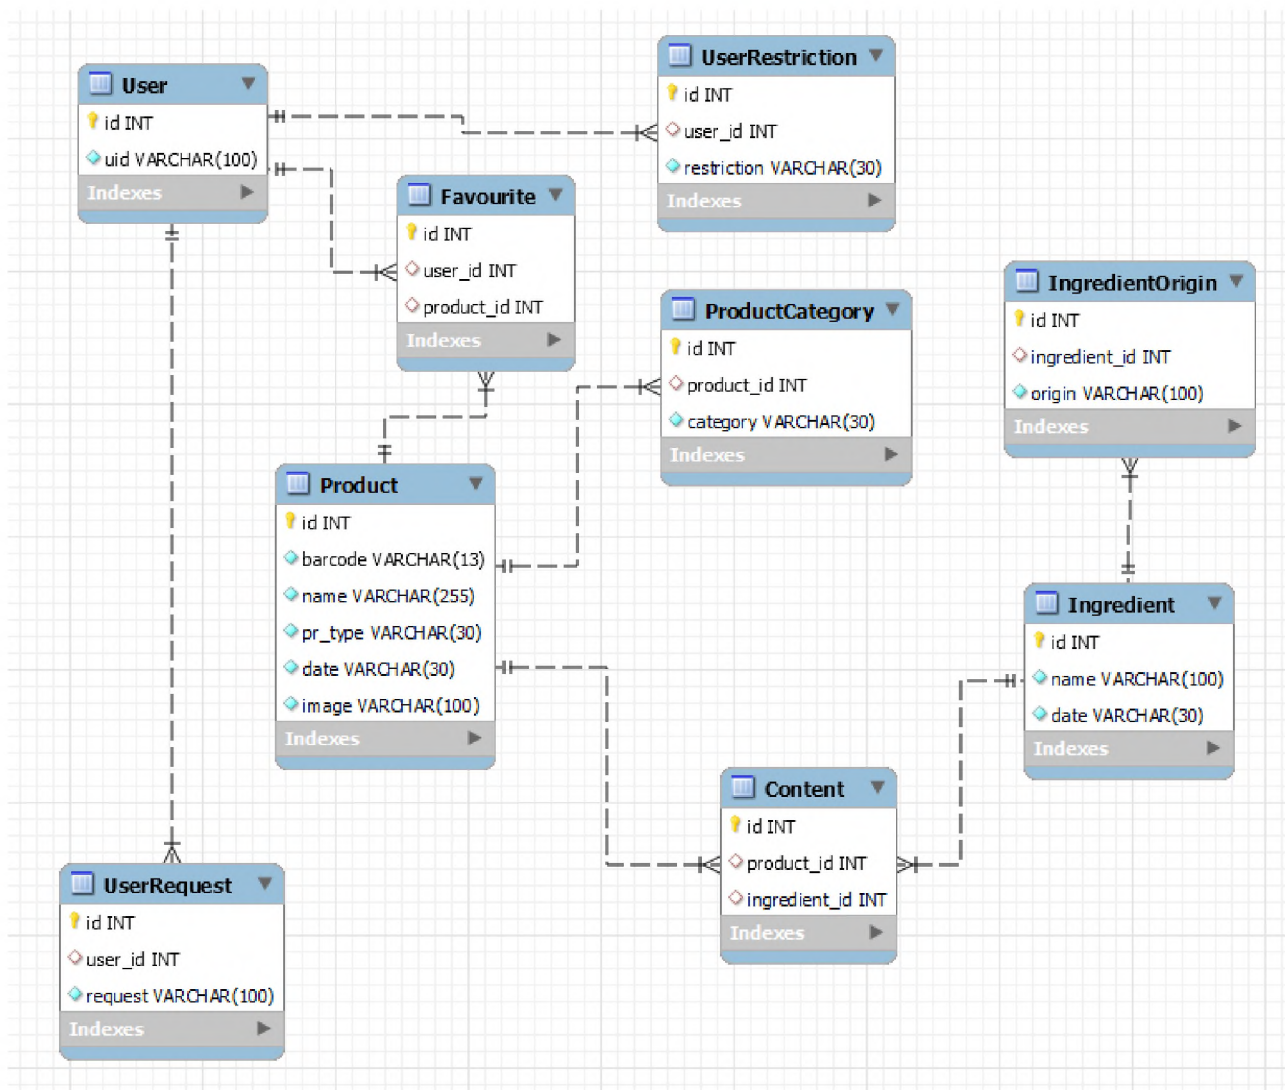 User
id INT
uid VARCHAR(100)
Indexes
UserRestriction
id INT
user_id INT
restriction VARCHAR(30)
Indexes
Favourite
id INT
user_id INT
product_id INT
Indexes
ProductCategory
id INT
product_id INT
category VARCHAR(30)
Indexes
IngredientOrigin
id INT
ingredient_id INT
origin VARCHAR(100)
Indexes
Product
id INT
barcode VARCHAR(13)
name VARCHAR(255)
pr_type VARCHAR(30)
date VARCHAR(30)
image VARCHAR(100)
Indexes
Ingredient
id INT
name VARCHAR(100)
date VARCHAR(30)
Indexes
Content
id INT
product_id INT
ingredient_id INT
Indexes
UserRequest
id INT
user_id INT
request VARCHAR(100)
Indexes